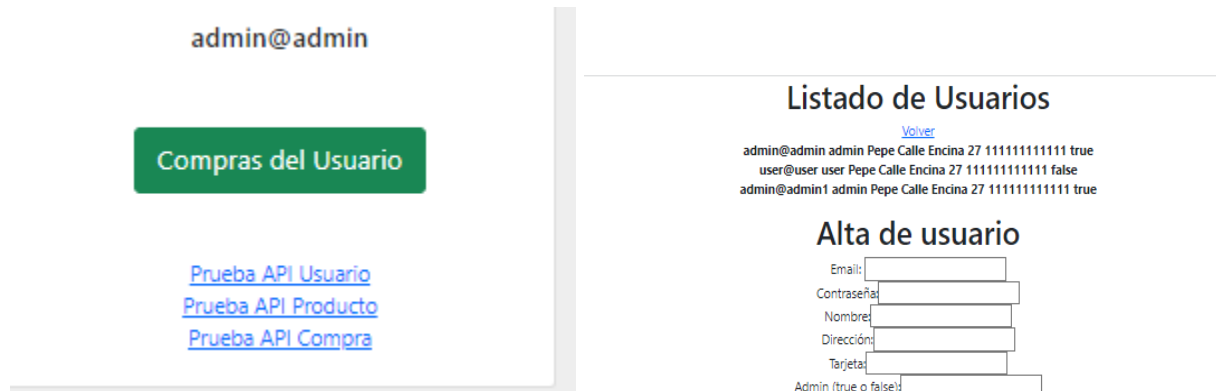 admin@admin
Compras del Usuario
Prueba API Usuario
Prueba API Producto
Prueba API Compra
Listado de Usuarios
Volver
admin@admin admin Pepe Calle Encina 27 111111111111 true
user@user user Pepe Calle Encina 27 111111111111 false
admin@admin1 admin Pepe Calle Encina 27 111111111111 true
Alta de usuario
Email:
Contraseña:
Nombre:
Dirección:
Tarjeta:
Admin (true o false):